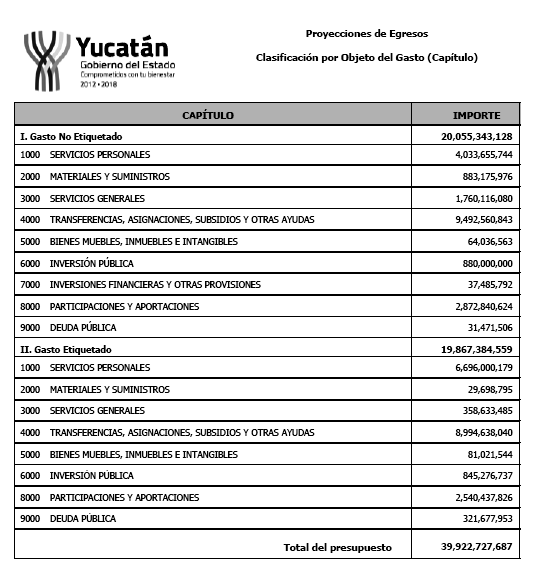 Proyecciones de Egresos
Yucatán
Gobierno del Estado
Comprometidos con tu bienestar
2012 • 2018
Clasificación por Objeto del Gasto (Capítulo)
CAPÍTULO IMPORTE
I. Gasto No Etiquetado 20,055,343,128
1000 SERVICIOS PERSONALES 4,033,655,744
2000 MATERIALES Y SUMINISTROS 883,175,976
3000 SERVICIOS GENERALES 1,760,116,080
4000 TRANSFERENCIAS, ASIGNACIONES, SUBSIDIOS Y OTRAS AYUDAS 9,492,560,843
5000 BIENES MUEBLES, INMUEBLES E INTANGIBLES 64,036,563
6000 INVERSIÓN PÚBLICA 880,000,000
7000 INVERSIONES FINANCIERAS Y OTRAS PROVISIONES 37,485,792
8000 PARTICIPACIONES Y APORTACIONES 2,872,840,624
9000 DEUDA PÚBLICA 31,471,506
II. Gasto Etiquetado 19,867,384,559
1000 SERVICIOS PERSONALES 6,696,000,179
2000 MATERIALES Y SUMINISTROS 29,698,795
3000 SERVICIOS GENERALES 358,633,485
4000 TRANSFERENCIAS, ASIGNACIONES, SUBSIDIOS Y OTRAS AYUDAS 8,994,638,040
5000 BIENES MUEBLES, INMUEBLES E INTANGIBLES 81,021,544
6000 INVERSIÓN PÚBLICA 845,276,737
8000 PARTICIPACIONES Y APORTACIONES 2,540,437,826
9000 DEUDA PÚBLICA 321,677,953
Total del presupuesto 39,922,727,687